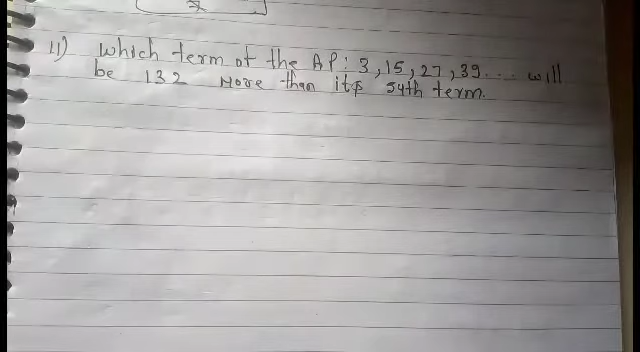 11) Which term of the AP: 3, 15, 27, 39.... will
be 132 More than its 54th term.